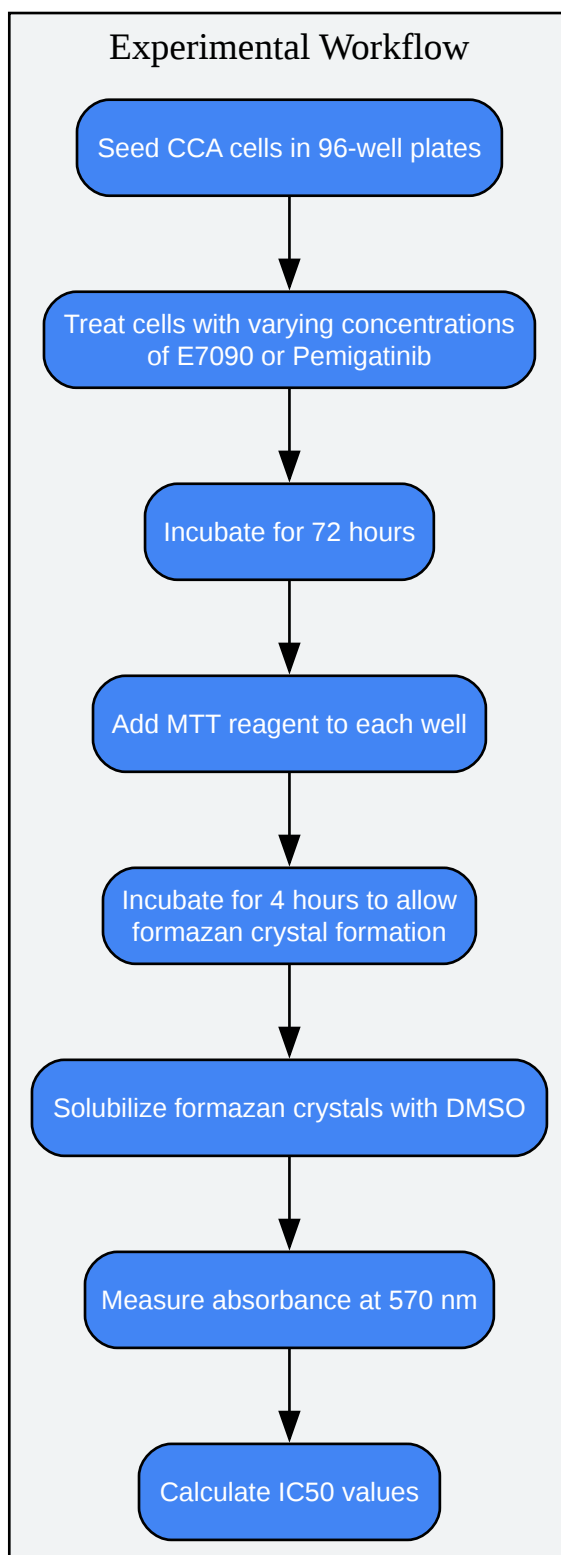 Experimental Workflow
Seed CCA cells in 96-well plates
Treat cells with varying concentrations
of E7090 or Pemigatinib
Incubate for 72 hours
Add MTT reagent to each well
Incubate for 4 hours to allow
formazan crystal formation
Solubilize formazan crystals with DMSO
Measure absorbance at 570 nm
Calculate IC50 values